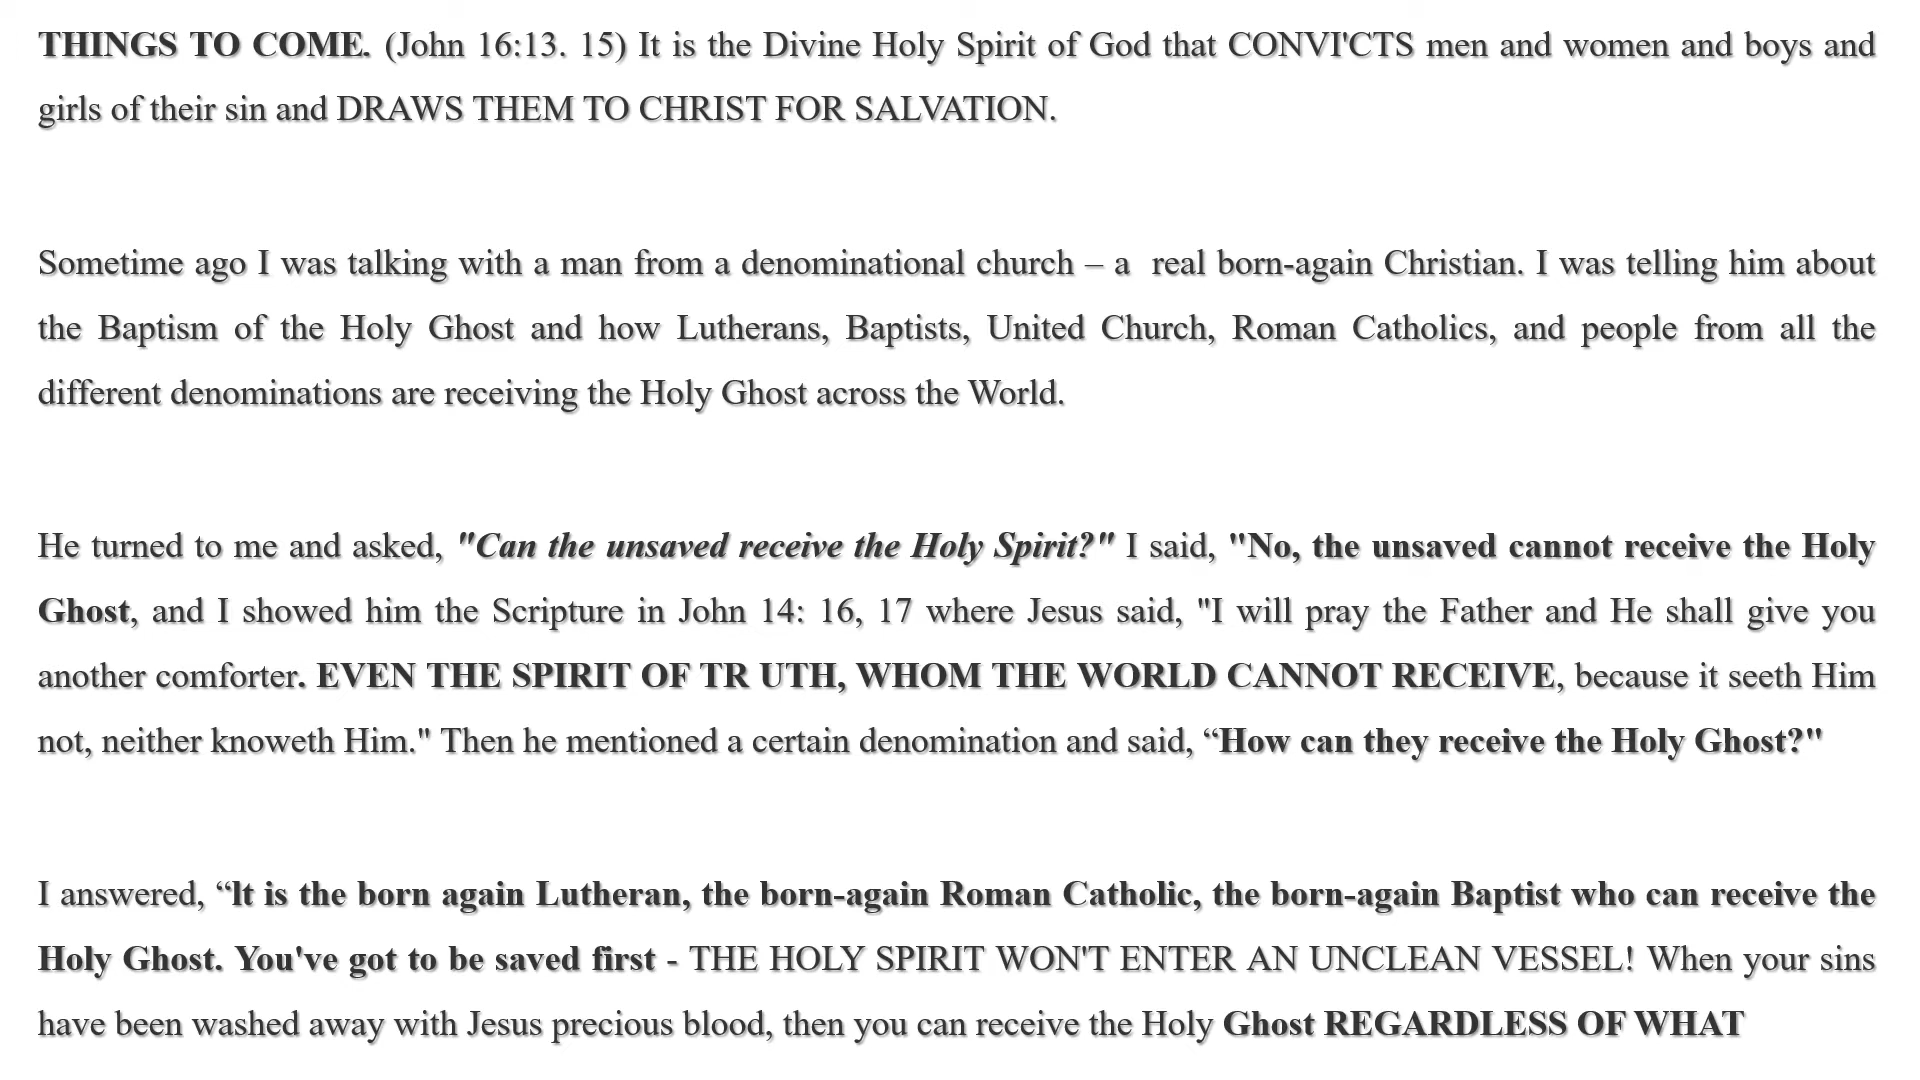 THINGS TO COME. (John 16:13. 15) It is the Divine Holy Spirit of God that CONVI'CTS men and women and boys and
girls of their sin and DRAWS THEM TO CHRIST FOR SALVATION.
Sometime ago I was talking with a man from a denominational church – a  real born-again Christian. I was telling him about
the Baptism of the Holy Ghost and how Lutherans, Baptists, United Church, Roman Catholics, and people from all the
different denominations are receiving the Holy Ghost across the World.
He turned to me and asked, "Can the unsaved receive the Holy Spirit?" I said, "No, the unsaved cannot receive the Holy
Ghost, and I showed him the Scripture in John 14: 16, 17 where Jesus said, "I will pray the Father and He shall give you
another comforter. EVEN THE SPIRIT OF TR UTH, WHOM THE WORLD CANNOT RECEIVE, because it seeth Him
not, neither knoweth Him." Then he mentioned a certain denomination and said, “How can they receive the Holy Ghost?"
I answered, “lt is the born again Lutheran, the born-again Roman Catholic, the born-again Baptist who can receive the
Holy Ghost. You've got to be saved first - THE HOLY SPIRIT WON'T ENTER AN UNCLEAN VESSEL! When your sins
have been washed away with Jesus precious blood, then you can receive the Holy Ghost REGARDLESS OF WHAT